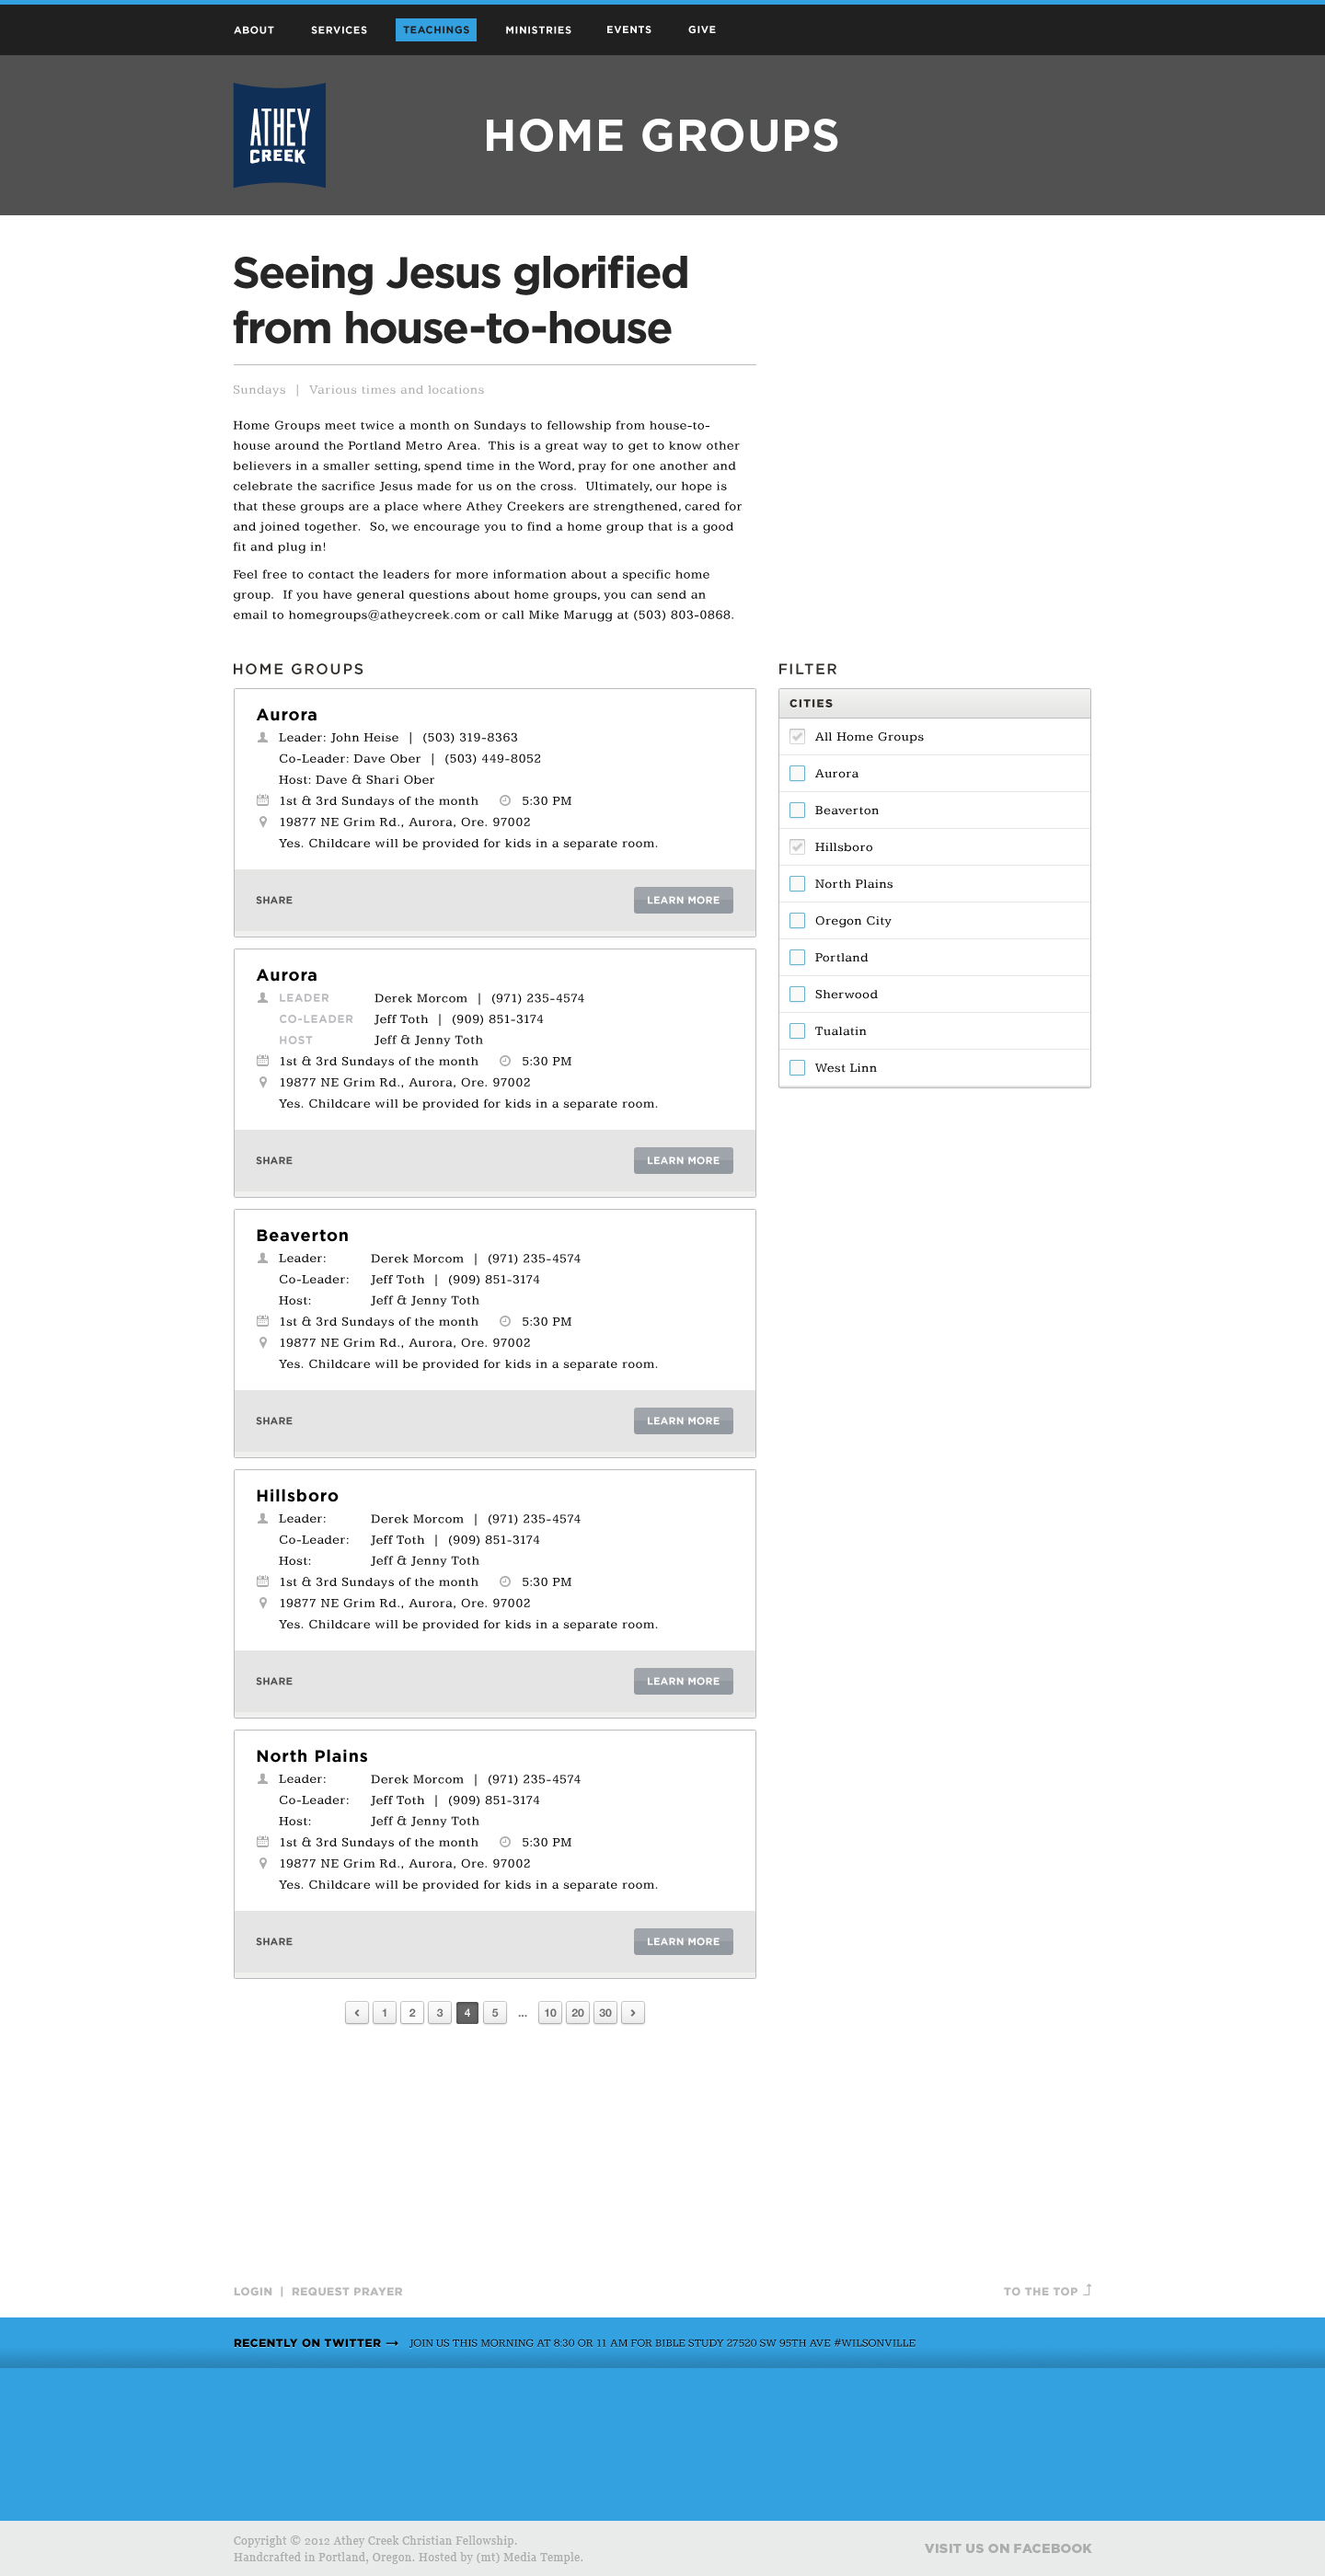 ABOUT SERVICES TEACHINGS MINISTRIES EVENTS GIVE
ATHEY
CREEK
HOME GROUPS
Seeing Jesus glorified
from house-to-house
Sundays | Various times and locations
Home Groups meet twice a month on Sundays to fellowship from house-to-
house around the Portland Metro Area. This is a great way to get to know other
believers in a smaller setting, spend time in the Word, pray for one another and
celebrate the sacrifice Jesus made for us on the cross. Ultimately, our hope is
that these groups are a place where Athey Creekers are strengthened, cared for
and joined together. So, we encourage you to find a home group that is a good
fit and plug in!
Feel free to contact the leaders for more information about a specific home
group. If you have general questions about home groups, you can send an
email to homegroups@atheycreek.com or call Mike Marugg at (503) 803-0868.
HOME GROUPS
Aurora
Leader: John Heise | (503) 319-8363
Co-Leader: Dave Ober | (503) 449-8052
Host: Dave & Shari Ober
1st & 3rd Sundays of the month 5:30 PM
19877 NE Grim Rd., Aurora, Ore. 97002
Yes. Childcare will be provided for kids in a separate room.
SHARE LEARN MORE
Aurora
LEADER Derek Morcom | (971) 235-4574
CO-LEADER Jeff Toth | (909) 851-3174
HOST Jeff & Jenny Toth
1st & 3rd Sundays of the month 5:30 PM
19877 NE Grim Rd., Aurora, Ore. 97002
Yes. Childcare will be provided for kids in a separate room.
SHARE LEARN MORE
Beaverton
Leader: Derek Morcom | (971) 235-4574
Co-Leader: Jeff Toth | (909) 851-3174
Host: Jeff & Jenny Toth
1st & 3rd Sundays of the month 5:30 PM
19877 NE Grim Rd., Aurora, Ore. 97002
Yes. Childcare will be provided for kids in a separate room.
SHARE LEARN MORE
Hillsboro
Leader: Derek Morcom | (971) 235-4574
Co-Leader: Jeff Toth | (909) 851-3174
Host: Jeff & Jenny Toth
1st & 3rd Sundays of the month 5:30 PM
19877 NE Grim Rd., Aurora, Ore. 97002
Yes. Childcare will be provided for kids in a separate room.
SHARE LEARN MORE
North Plains
Leader: Derek Morcom | (971) 235-4574
Co-Leader: Jeff Toth | (909) 851-3174
Host: Jeff & Jenny Toth
1st & 3rd Sundays of the month 5:30 PM
19877 NE Grim Rd., Aurora, Ore. 97002
Yes. Childcare will be provided for kids in a separate room.
SHARE LEARN MORE
‹ 1 2 3 4 5 ... 10 20 30 ›
FILTER
CITIES
All Home Groups
Aurora
Beaverton
Hillsboro
North Plains
Oregon City
Portland
Sherwood
Tualatin
West Linn
LOGIN | REQUEST PRAYER TO THE TOP
RECENTLY ON TWITTER → JOIN US THIS MORNING AT 8:30 OR 11 AM FOR BIBLE STUDY 27520 SW 95TH AVE #WILSONVILLE
Copyright © 2012 Athey Creek Christian Fellowship.
Handcrafted in Portland, Oregon. Hosted by (mt) Media Temple.
VISIT US ON FACEBOOK